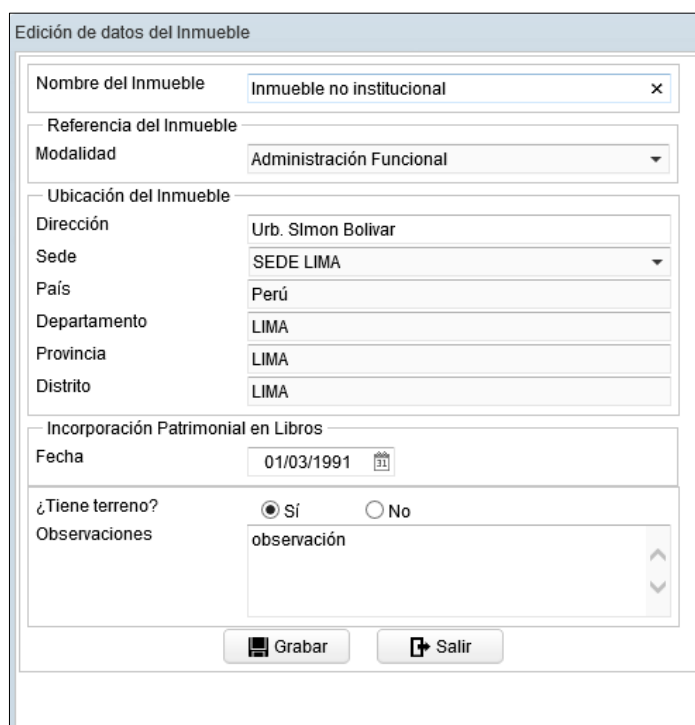 Edición de datos del Inmueble
Nombre del Inmueble Inmueble no institucional
Referencia del Inmueble
Modalidad Administración Funcional
Ubicación del Inmueble
Dirección Urb. SImon Bolivar
Sede SEDE LIMA
País Perú
Departamento LIMA
Provincia LIMA
Distrito LIMA
Incorporación Patrimonial en Libros
Fecha 01/03/1991 31
¿Tiene terreno? Sí No
Observaciones observación
Grabar Salir